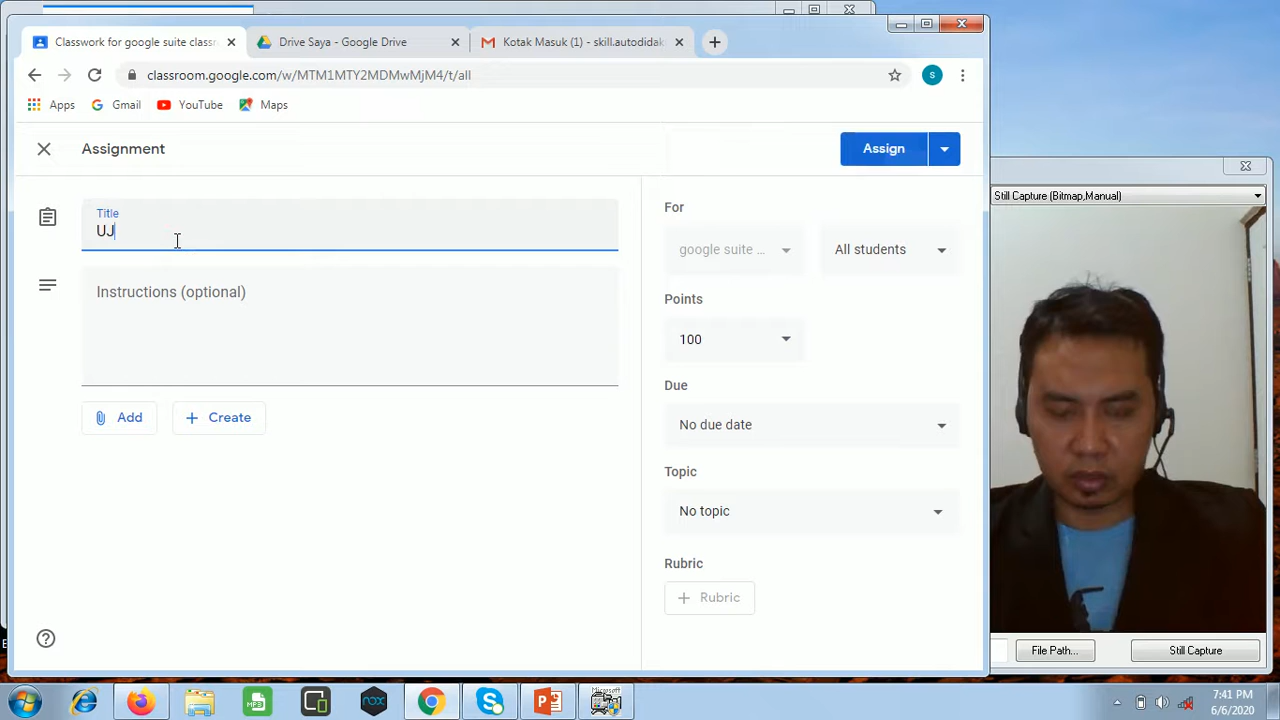 Classwork for google suite class
Drive Saya - Google Drive
Kotak Masuk (1) - skill.autodidak
classroom.google.com/w/MTM1MTY2MDMwMjM4/t/all
s
Apps
Gmail
YouTube
Maps
Assignment
Assign
Title
UJ
Instructions (optional)
Add
Create
For
google suite ...
All students
Points
100
Due
No due date
Topic
No topic
Rubric
Rubric
Still Capture (Bitmap,Manual)
File Path...
Still Capture
MP3
nox
Microsoft
7:41 PM
6/6/2020